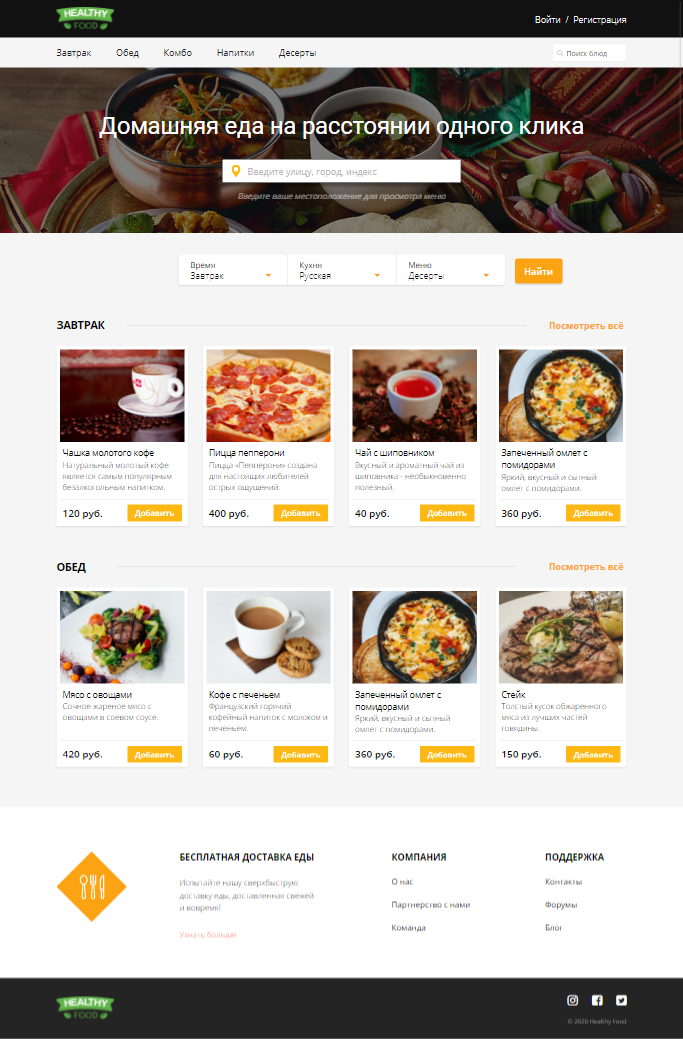 HEALTHY
FOOD
Войти / Регистрация
Завтрак Обед Комбо Напитки Десерты
Поиск блюд
Домашняя еда на расстоянии одного клика
Введите улицу, город, индекс
Введите ваше местоположение для просмотра меню
Время
Завтрак
Кухня
Русская
Меню
Десерты
Найти
ЗАВТРАК
Посмотреть всё
Чашка молотого кофе
Натуральный молотый кофе
является самым популярным
безалкогольным напитком.
120 руб.
Добавить
Пицца пепперони
Пицца «Пепперони» создана
для настоящих любителей
острых ощущений.
400 руб.
Добавить
Чай с шиповником
Вкусный и ароматный чай из
шиповника - необыкновенно
полезный.
40 руб.
Добавить
Запеченный омлет с
помидорами
Яркий, вкусный и сытный
омлет с помидорами.
360 руб.
Добавить
ОБЕД
Посмотреть всё
Мясо с овощами
Сочное жареное мясо с
овощами в соевом соусе.
420 руб.
Добавить
Кофе с печеньем
Французский горячий
кофейный напиток с молоком и
печеньем.
60 руб.
Добавить
Запеченный омлет с
помидорами
Яркий, вкусный и сытный
омлет с помидорами.
360 руб.
Добавить
Стейк
Толстый кусок обжаренного
мяса из лучших частей
говядины.
150 руб.
Добавить
БЕСПЛАТНАЯ ДОСТАВКА ЕДЫ
Испытайте нашу сверхбыструю
доставку еды, доставленная свежей
и вовремя!
Узнать больше
КОМПАНИЯ
О нас
Партнерство с нами
Команда
ПОДДЕРЖКА
Контакты
Форумы
Блог
HEALTHY
FOOD
© 2020 Healthy Food